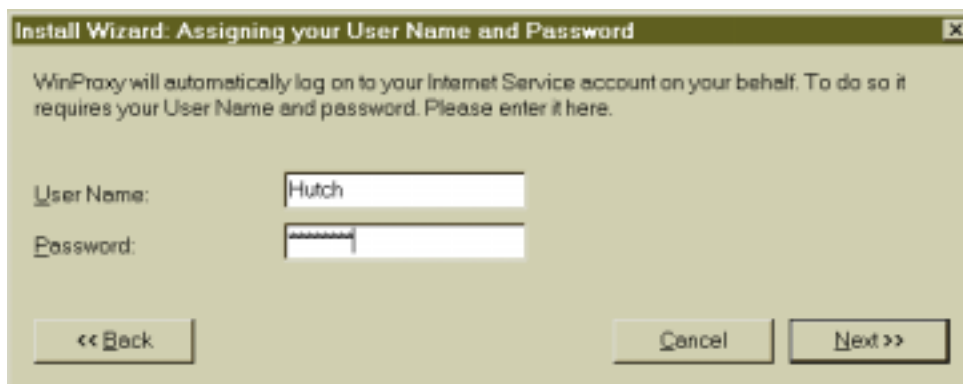 Install Wizard: Assigning your User Name and Password
WinProxy will automatically log on to your Internet Service account on your behalf. To do so it
requires your User Name and password. Please enter it here.
User Name:
Hutch
Password:
<< Back
Cancel
Next >>